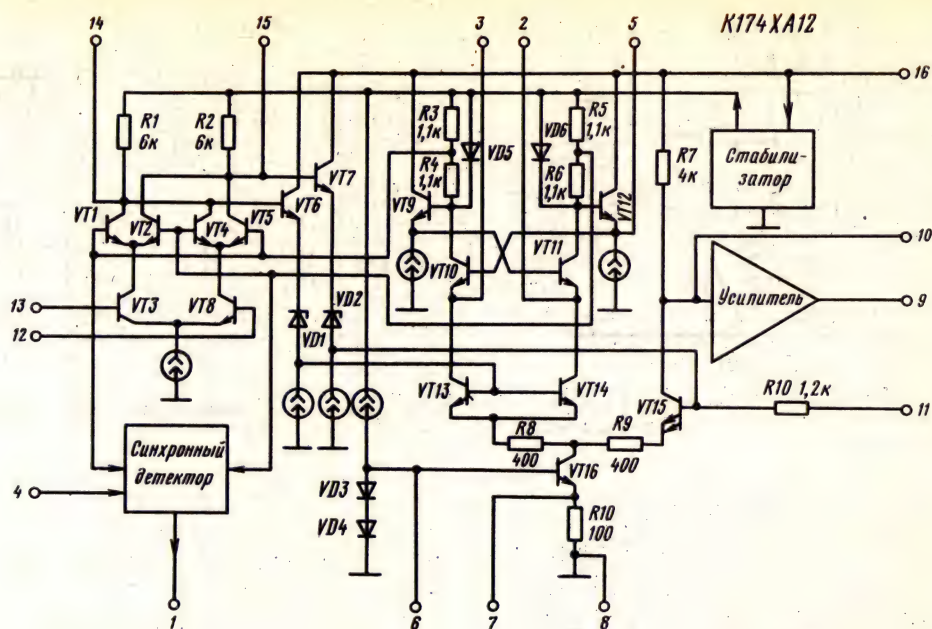 14
15
3
2
5
К174ХА12
16
R1
6к
R2
6к
R3
1,1к
VD5
R5
1,1к
VD6
R4
1,1к
R6
1,1к
R7
4к
Стабили-
затор
VT7
VT6
VT9
VT12
VT1
VT2
VT4
VT5
VT10
VT11
10
13
VT3
VT8
VD2
VD1
Усилитель
9
12
VT13
VT14
VT15
R10 1,2к
11
Синхронный
детектор
R8
400
R9
400
VT16
4
VD3
VD4
R10
100
1
6
7
8